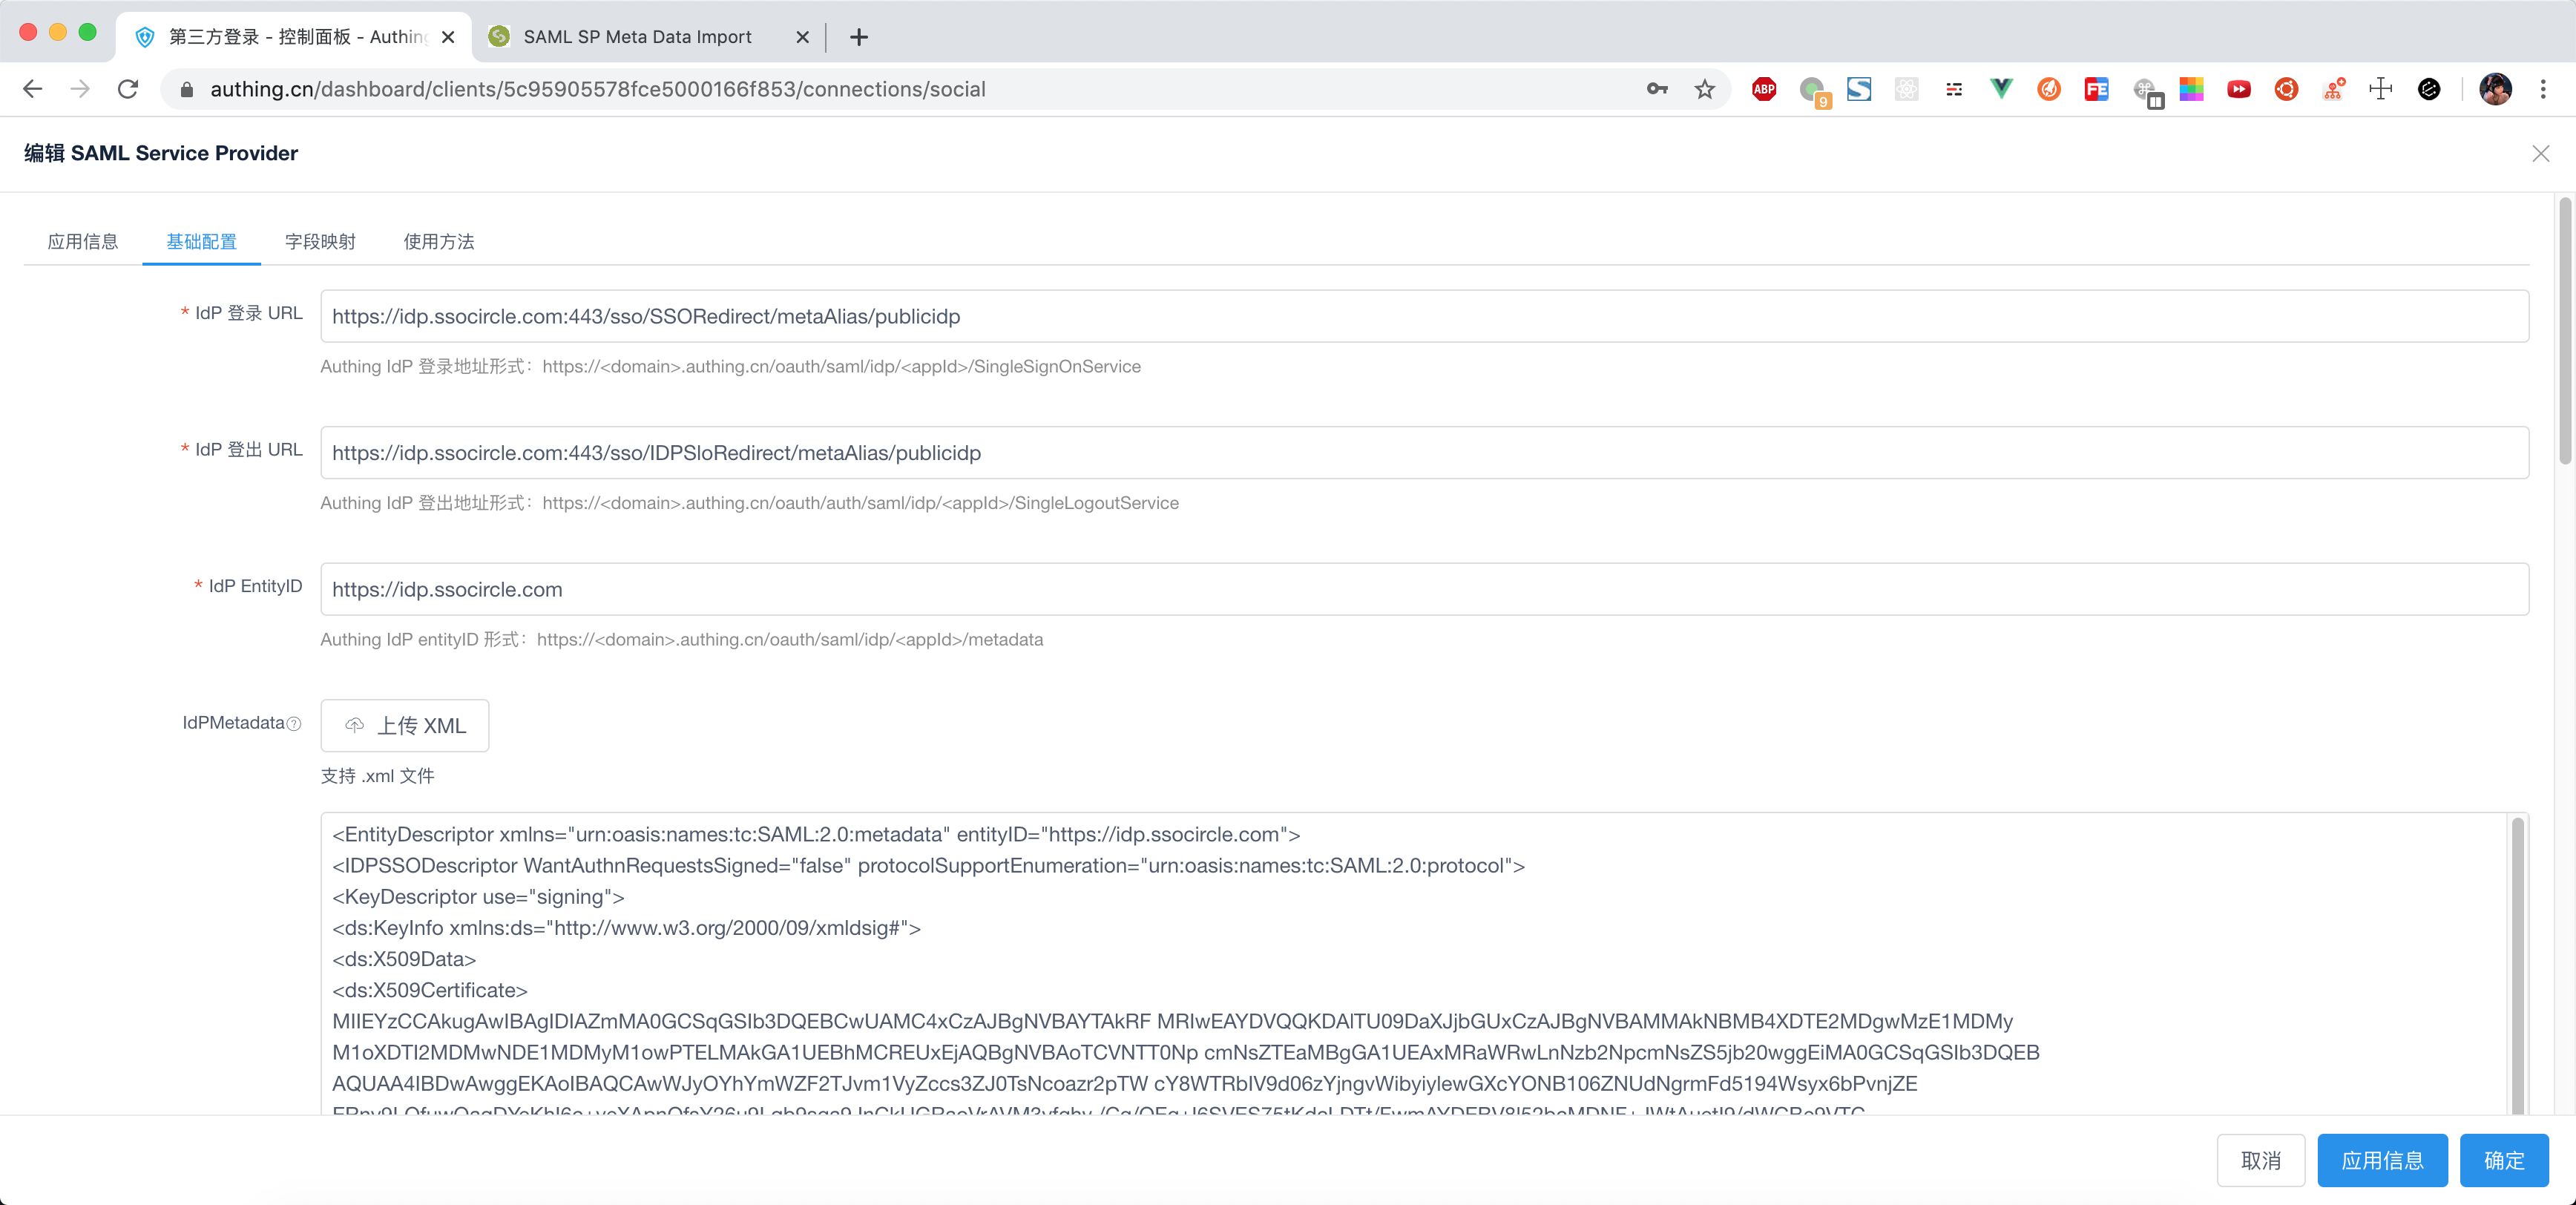 第三方登录 - 控制面板 - Authing
SAML SP Meta Data Import
authing.cn/dashboard/clients/5c95905578fce5000166f853/connections/social
ABP
9
FE
编辑 SAML Service Provider
应用信息
基础配置
字段映射
使用方法
* IdP 登录 URL
https://idp.ssocircle.com:443/sso/SSORedirect/metaAlias/publicidp
Authing IdP 登录地址形式：https://<domain>.authing.cn/oauth/saml/idp/<appId>/SingleSignOnService
* IdP 登出 URL
https://idp.ssocircle.com:443/sso/IDPSloRedirect/metaAlias/publicidp
Authing IdP 登出地址形式：https://<domain>.authing.cn/oauth/auth/saml/idp/<appId>/SingleLogoutService
* IdP EntityID
https://idp.ssocircle.com
Authing IdP entityID 形式：https://<domain>.authing.cn/oauth/saml/idp/<appId>/metadata
IdPMetadata
上传 XML
支持 .xml 文件
<EntityDescriptor xmlns="urn:oasis:names:tc:SAML:2.0:metadata" entityID="https://idp.ssocircle.com">
<IDPSSODescriptor WantAuthnRequestsSigned="false" protocolSupportEnumeration="urn:oasis:names:tc:SAML:2.0:protocol">
<KeyDescriptor use="signing">
<ds:KeyInfo xmlns:ds="http://www.w3.org/2000/09/xmldsig#">
<ds:X509Data>
<ds:X509Certificate>
MIIEYzCCAkugAwIBAgIDIAZmMA0GCSqGSIb3DQEBCwUAMC4xCzAJBgNVBAYTAkRF MRIwEAYDVQQKDAlTU09DaXJjbGUxCzAJBgNVBAMMAkNBMB4XDTE2MDgwMzE1MDMy
M1oXDTI2MDMwNDE1MDMyM1owPTELMAkGA1UEBhMCREUxEjAQBgNVBAoTCVNTT0Np cmNsZTEaMBgGA1UEAxMRaWRwLnNzb2NpcmNsZS5jb20wggEiMA0GCSqGSIb3DQEB
AQUAA4IBDwAwggEKAoIBAQCAwWJyOYhYmWZF2TJvm1VyZccs3ZJ0TsNcoazr2pTW cY8WTRbIV9d06zYjngvWibyiylewGXcYONB106ZNUdNgrmFd5194Wsyx6bPvnjZE
取消
应用信息
确定